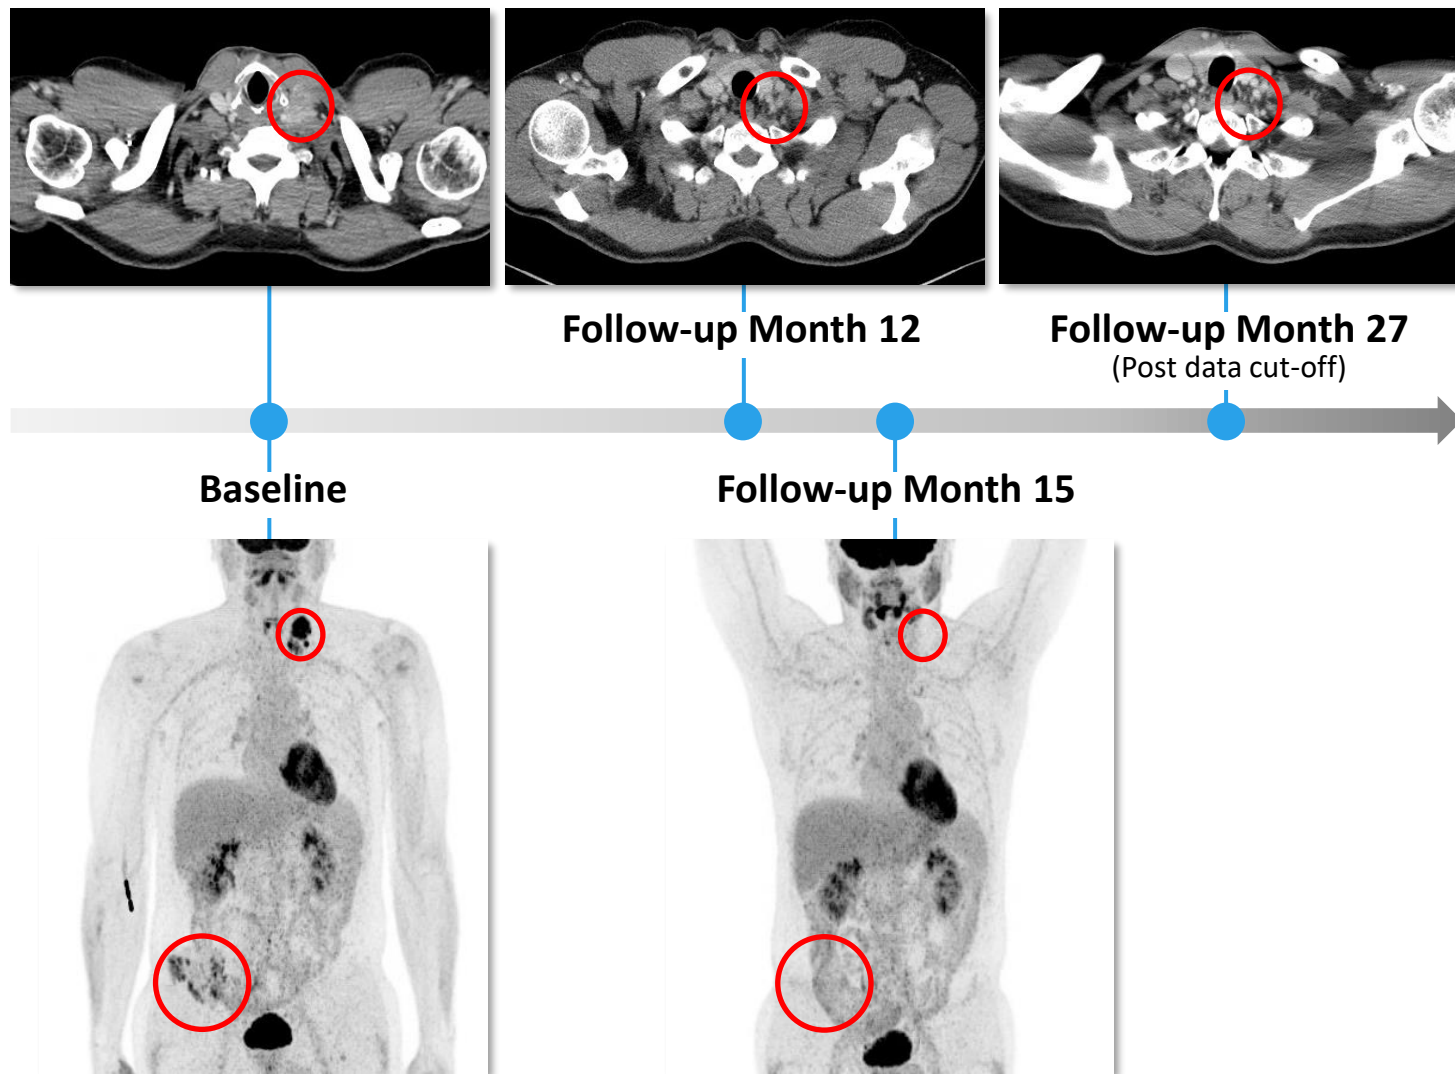 Follow-up Month 12
Follow-up Month 27
(Post data cut-off)
Baseline
Follow-up Month 15